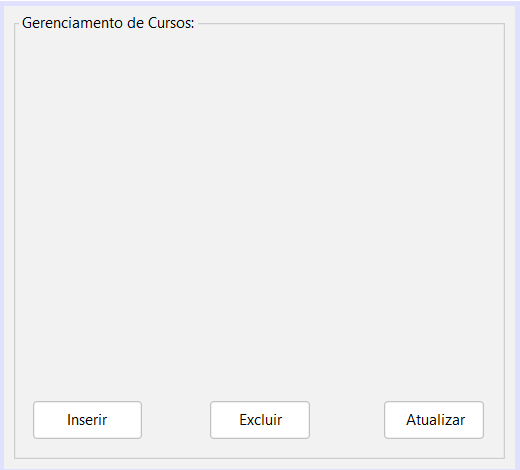 Gerenciamento de Cursos:
Inserir Excluir Atualizar